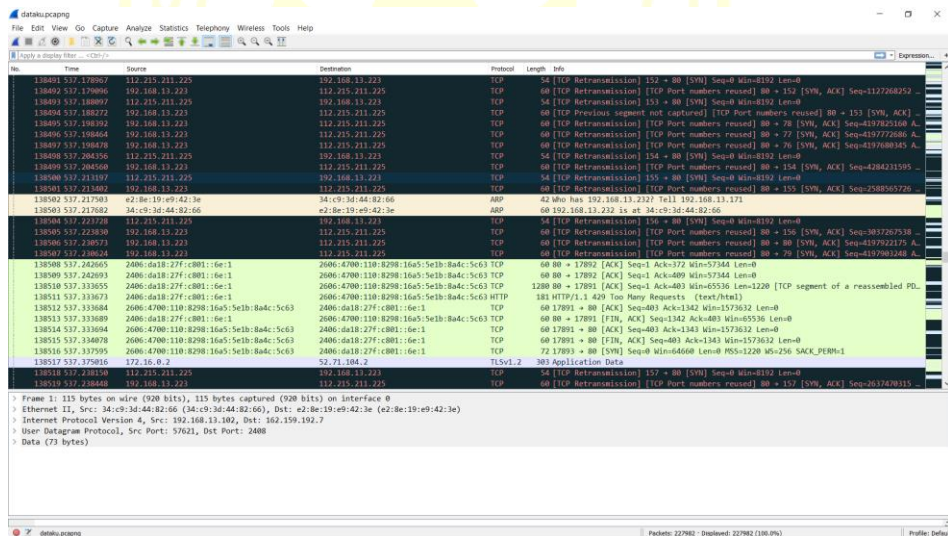 dataku.pcapng
File Edit View Go Capture Analyze Statistics Telephony Wireless Tools Help
Apply a display filter ... <Ctrl-/> Expression... +
No. Time Source Destination Protocol Length Info
138491 537.178967 112.215.211.225 192.168.13.223 TCP 54 [TCP Retransmission] 152 → 80 [SYN] Seq=0 Win=8192 Len=0
138492 537.179096 192.168.13.223 112.215.211.225 TCP 60 [TCP Retransmission] [TCP Port numbers reused] 80 → 152 [SYN, ACK] Seq=1127268252 …
138493 537.188097 112.215.211.225 192.168.13.223 TCP 54 [TCP Retransmission] 153 → 80 [SYN] Seq=0 Win=8192 Len=0
138494 537.188272 192.168.13.223 112.215.211.225 TCP 60 [TCP Previous segment not captured] [TCP Port numbers reused] 80 → 153 [SYN, ACK] …
138495 537.198392 192.168.13.223 112.215.211.225 TCP 60 [TCP Retransmission] [TCP Port numbers reused] 80 → 78 [SYN, ACK] Seq=4197825160 A…
138496 537.198464 192.168.13.223 112.215.211.225 TCP 60 [TCP Retransmission] [TCP Port numbers reused] 80 → 77 [SYN, ACK] Seq=4197772686 A…
138497 537.198478 192.168.13.223 112.215.211.225 TCP 60 [TCP Retransmission] [TCP Port numbers reused] 80 → 76 [SYN, ACK] Seq=4197680345 A…
138498 537.204356 112.215.211.225 192.168.13.223 TCP 54 [TCP Retransmission] 154 → 80 [SYN] Seq=0 Win=8192 Len=0
138499 537.204560 192.168.13.223 112.215.211.225 TCP 60 [TCP Retransmission] [TCP Port numbers reused] 80 → 154 [SYN, ACK] Seq=4284231595 …
138500 537.213197 112.215.211.225 192.168.13.223 TCP 54 [TCP Retransmission] 155 → 80 [SYN] Seq=0 Win=8192 Len=0
138501 537.213402 192.168.13.223 112.215.211.225 TCP 60 [TCP Retransmission] [TCP Port numbers reused] 80 → 155 [SYN, ACK] Seq=2588565726 …
138502 537.217503 e2:8e:19:e9:42:3e 34:c9:3d:44:82:66 ARP 42 Who has 192.168.13.232? Tell 192.168.13.171
138503 537.217682 34:c9:3d:44:82:66 e2:8e:19:e9:42:3e ARP 60 192.168.13.232 is at 34:c9:3d:44:82:66
138504 537.223728 112.215.211.225 192.168.13.223 TCP 54 [TCP Retransmission] 156 → 80 [SYN] Seq=0 Win=8192 Len=0
138505 537.223830 192.168.13.223 112.215.211.225 TCP 60 [TCP Retransmission] [TCP Port numbers reused] 80 → 156 [SYN, ACK] Seq=3037267538 …
138506 537.230573 192.168.13.223 112.215.211.225 TCP 60 [TCP Retransmission] [TCP Port numbers reused] 80 → 80 [SYN, ACK] Seq=4197922175 A…
138507 537.230624 192.168.13.223 112.215.211.225 TCP 60 [TCP Retransmission] [TCP Port numbers reused] 80 → 79 [SYN, ACK] Seq=4197903248 A…
138508 537.242665 2406:da18:27f:c801::6e:1 2606:4700:110:8298:16a5:5e1b:8a4c:5c63 TCP 60 80 → 17892 [ACK] Seq=1 Ack=372 Win=57344 Len=0
138509 537.242693 2406:da18:27f:c801::6e:1 2606:4700:110:8298:16a5:5e1b:8a4c:5c63 TCP 60 80 → 17892 [ACK] Seq=1 Ack=409 Win=57344 Len=0
138510 537.333655 2406:da18:27f:c801::6e:1 2606:4700:110:8298:16a5:5e1b:8a4c:5c63 TCP 1280 80 → 17891 [ACK] Seq=1 Ack=403 Win=65536 Len=1220 [TCP segment of a reassembled PD…
138511 537.333673 2406:da18:27f:c801::6e:1 2606:4700:110:8298:16a5:5e1b:8a4c:5c63 HTTP 181 HTTP/1.1 429 Too Many Requests (text/html)
138512 537.333684 2606:4700:110:8298:16a5:5e1b:8a4c:5c63 2406:da18:27f:c801::6e:1 TCP 60 17891 → 80 [ACK] Seq=403 Ack=1342 Win=1573632 Len=0
138513 537.333689 2406:da18:27f:c801::6e:1 2606:4700:110:8298:16a5:5e1b:8a4c:5c63 TCP 60 80 → 17891 [FIN, ACK] Seq=1342 Ack=403 Win=65536 Len=0
138514 537.333694 2606:4700:110:8298:16a5:5e1b:8a4c:5c63 2406:da18:27f:c801::6e:1 TCP 60 17891 → 80 [ACK] Seq=403 Ack=1343 Win=1573632 Len=0
138515 537.334078 2606:4700:110:8298:16a5:5e1b:8a4c:5c63 2406:da18:27f:c801::6e:1 TCP 60 17891 → 80 [FIN, ACK] Seq=403 Ack=1343 Win=1573632 Len=0
138516 537.337595 2606:4700:110:8298:16a5:5e1b:8a4c:5c63 2406:da18:27f:c801::6e:1 TCP 72 17893 → 80 [SYN] Seq=0 Win=64660 Len=0 MSS=1220 WS=256 SACK_PERM=1
138517 537.375016 172.16.0.2 52.71.104.2 TLSv1.2 303 Application Data
138518 537.238150 112.215.211.225 192.168.13.223 TCP 54 [TCP Retransmission] 157 → 80 [SYN] Seq=0 Win=8192 Len=0
138519 537.238448 192.168.13.223 112.215.211.225 TCP 60 [TCP Retransmission] [TCP Port numbers reused] 80 → 157 [SYN, ACK] Seq=2637470315 …
> Frame 1: 115 bytes on wire (920 bits), 115 bytes captured (920 bits) on interface 0
> Ethernet II, Src: 34:c9:3d:44:82:66 (34:c9:3d:44:82:66), Dst: e2:8e:19:e9:42:3e (e2:8e:19:e9:42:3e)
> Internet Protocol Version 4, Src: 192.168.13.102, Dst: 162.159.192.7
> User Datagram Protocol, Src Port: 57621, Dst Port: 2408
> Data (73 bytes)
dataku.pcapng Packets: 227982 · Displayed: 227982 (100.0%) Profile: Defau